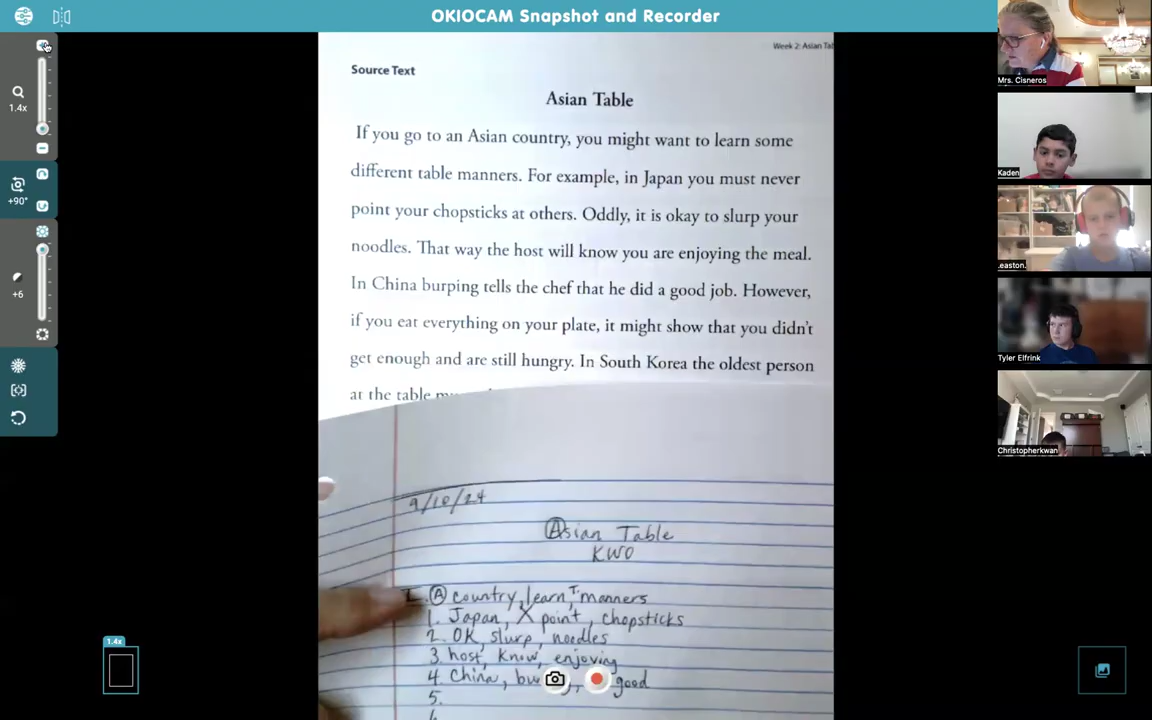 OKIOCAM Snapshot and Recorder
Week 2: Asian Tab
Source Text
Asian Table
If you go to an Asian country, you might want to learn some
different table manners. For example, in Japan you must never
point your chopsticks at others. Oddly, it is okay to slurp your
noodles. That way the host will know you are enjoying the meal.
In China burping tells the chef that he did a good job. However,
if you eat everything on your plate, it might show that you didn't
get enough and are still hungry. In South Korea the oldest person
at the table
9/10/24
Asian Table
KWO
I. A country, learn, T. manners
1. Japan, X point, chopsticks
2. OK, slurp, noodles
3. host, know, enjoying
4. China, good
5.
6.
1.4x
+90°
+6
1.4x
Mrs. Cisneros
Kaden
easton.
Tyler Elfrink
Christopherkwan